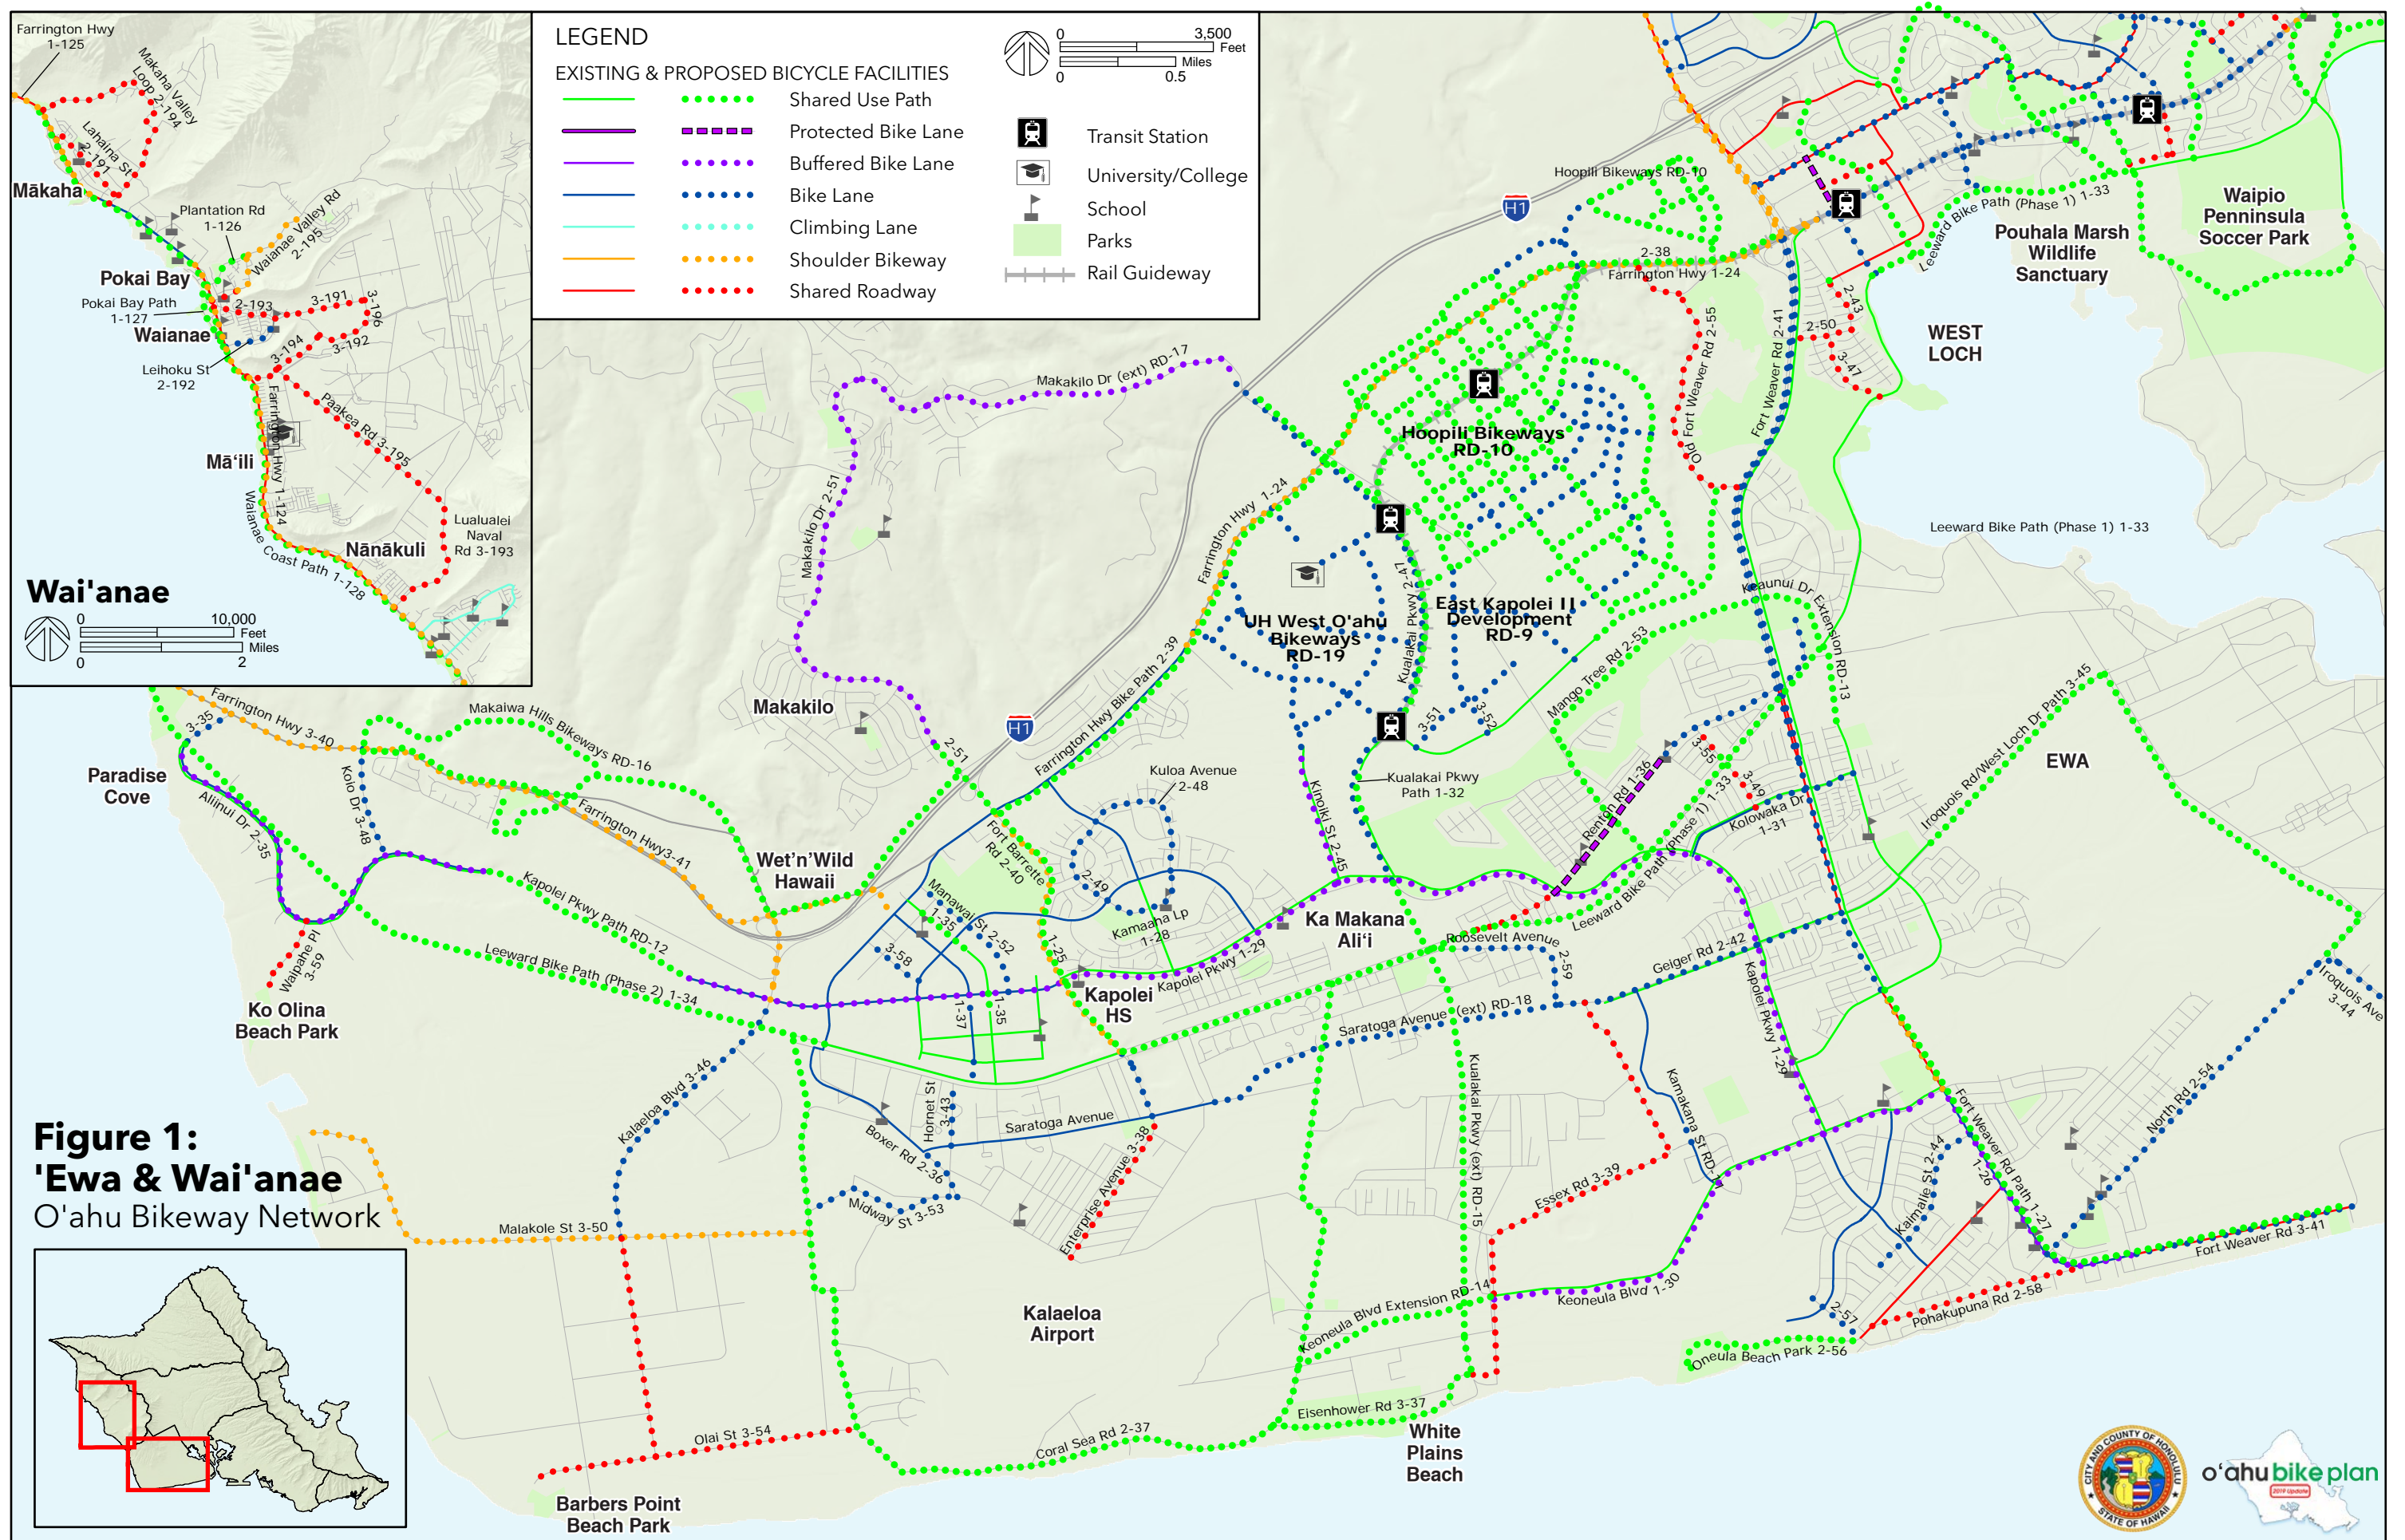 Farrington Hwy
1-125
Makaha Valley
Loop 2-194
Lahaina St
2-191
Mākaha
Plantation Rd
1-126
Waianae Valley Rd
2-195
Pokai Bay
Pokai Bay Path
1-127
2-193
3-191
3-196
Waianae
3-194
3-192
Leihoku St
2-192
Farrington Hwy 1-124
Paakea Rd 3-195
Mā‘ili
Waianae Coast Path 1-128
Lualualei
Naval
Rd 3-193
Nānākuli
Wai'anae
0
10,000
Feet
Miles
0
2
LEGEND
EXISTING & PROPOSED BICYCLE FACILITIES
Shared Use Path
Protected Bike Lane
Buffered Bike Lane
Bike Lane
Climbing Lane
Shoulder Bikeway
Shared Roadway
0
3,500
Feet
Miles
0
0.5
Transit Station
University/College
School
Parks
Rail Guideway
Hoopili Bikeways RD-10
H1
2-38
Farrington Hwy 1-24
Leeward Bike Path (Phase 1) 1-33
Waipio
Penninsula
Soccer Park
Pouhala Marsh
Wildlife
Sanctuary
2-43
2-50
3-47
WEST
LOCH
Old Fort Weaver Rd 2-55
Fort Weaver Rd 2-41
Makakilo Dr (ext) RD-17
Makakilo Dr 2-51
Hoopili Bikeways
RD-10
Farrington Hwy 1-24
Leeward Bike Path (Phase 1) 1-33
Kualakai Pkwy 2-47
East Kapolei II
Development
RD-9
UH West O'ahu
Bikeways
RD-19
Keaunui Dr Extension RD-13
Mango Tree Rd 2-53
Farrington Hwy Bike Path 2-39
Makakilo
H1
2-51
3-51
3-52
Iroquois Rd/West Loch Dr Path 3-45
EWA
Farrington Hwy 3-40
3-35
Makaiwa Hills Bikeways RD-16
Paradise
Cove
Koio Dr 3-48
Aliinui Dr 2-35
Farrington Hwy3-41
Kuloa Avenue
2-48
Kualakai Pkwy
Path 1-32
Kinoiki St 2-45
Renton Rd 1-36
3-55
3-49
Kolowaka Dr
1-31
Fort Barrette
Rd 2-40
Wet’n’Wild
Hawaii
2-49
Manawai St 2-52
1-35
Kamaaha Lp
1-28
Ka Makana
Ali‘i
Leeward Bike Path (Phase 1) 1-33
Kapolei Pkwy Path RD-12
Leeward Bike Path (Phase 2) 1-34
Waipahe Pl
3-59
Ko Olina
Beach Park
3-58
1-25
Kapolei Pkwy 1-29
Kapolei
HS
Roosevelt Avenue
2-59
Geiger Rd 2-42
Kapolei Pkwy 1-29
Iroquois Ave
3-44
1-37
1-35
Saratoga Avenue (ext) RD-18
Kalaeloa Blvd 3-46
Hornet St
3-43
Boxer Rd 2-36
Saratoga Avenue
Enterprise Avenue 3-38
Midway St 3-53
Kualakai Pkwy (ext) RD-15
Essex Rd 3-39
Kaimalie St 2-44
1-26
Fort Weaver Rd Path 1-27
North Rd 2-54
Fort Weaver Rd 3-41
Malakole St 3-50
Kalaeloa
Airport
Keoneula Blvd Extension RD-14
Keoneula Blvd 1-30
2-57
Pohakupuna Rd 2-58
Oneula Beach Park 2-56
Eisenhower Rd 3-37
Coral Sea Rd 2-37
White
Plains
Beach
Olai St 3-54
Barbers Point
Beach Park
Figure 1:
'Ewa & Wai'anae
O'ahu Bikeway Network
CITY AND COUNTY OF HONOLULU
STATE OF HAWAII
o‘ahu bike plan
2019 Update